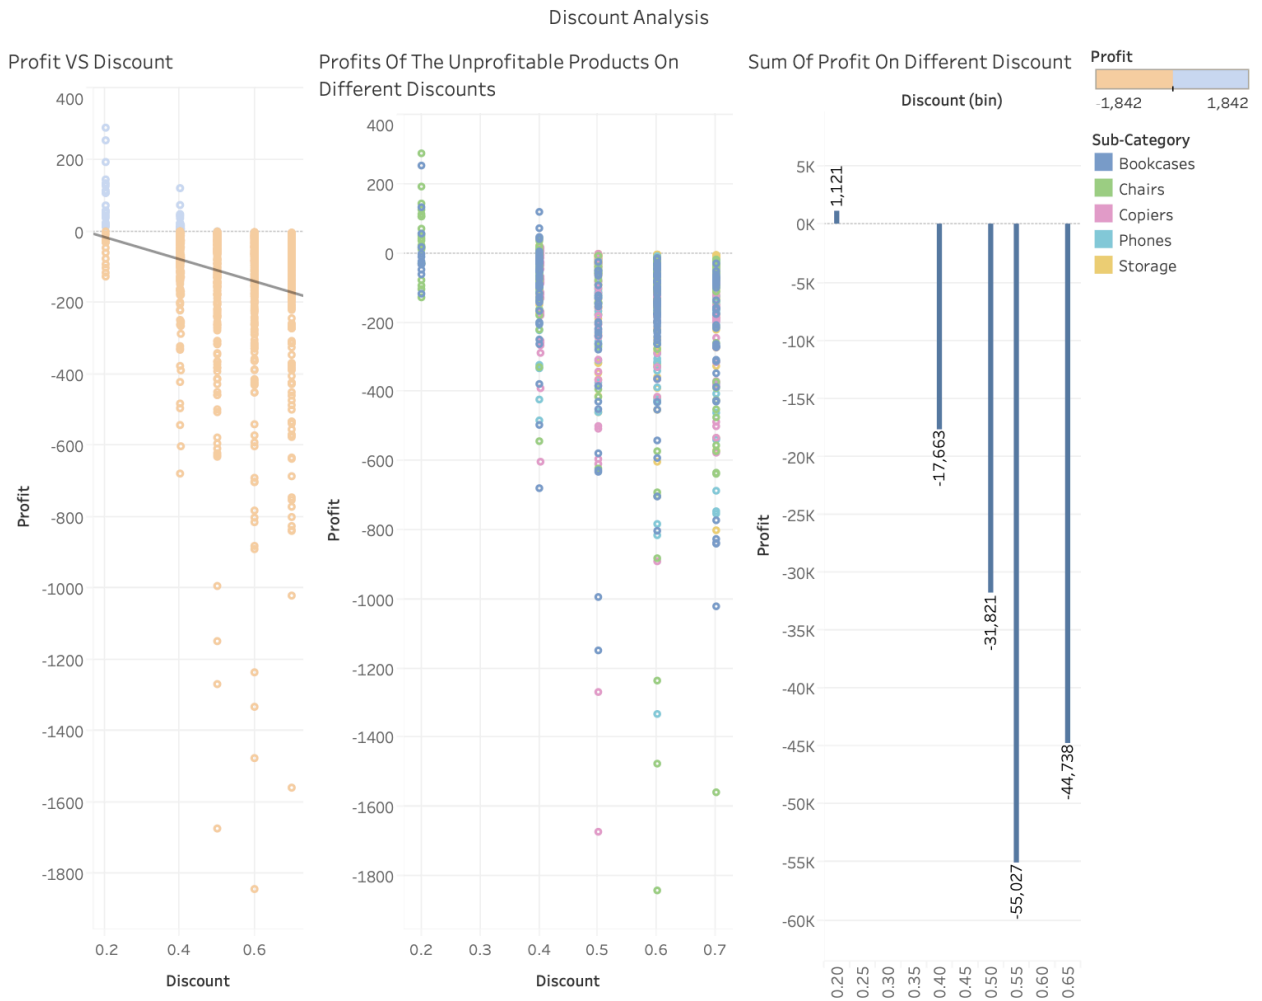 Discount Analysis
Profit VS Discount
400
200
0
-200
-400
-600
-800
-1000
-1200
-1400
-1600
-1800
Profit
0.2
0.4
0.6
Discount
Profits Of The Unprofitable Products On
Different Discounts
400
200
0
-200
-400
-600
-800
-1000
-1200
-1400
-1600
-1800
Profit
0.2
0.3
0.4
0.5
0.6
0.7
Discount
Sum Of Profit On Different Discount
Discount (bin)
5K
0K
-5K
-10K
-15K
-20K
-25K
-30K
-35K
-40K
-45K
-50K
-55K
-60K
Profit
1,121
-17,663
-31,821
-55,027
-44,738
0.20
0.25
0.30
0.35
0.40
0.45
0.50
0.55
0.60
0.65
Profit
-1,842
1,842
Sub-Category
Bookcases
Chairs
Copiers
Phones
Storage